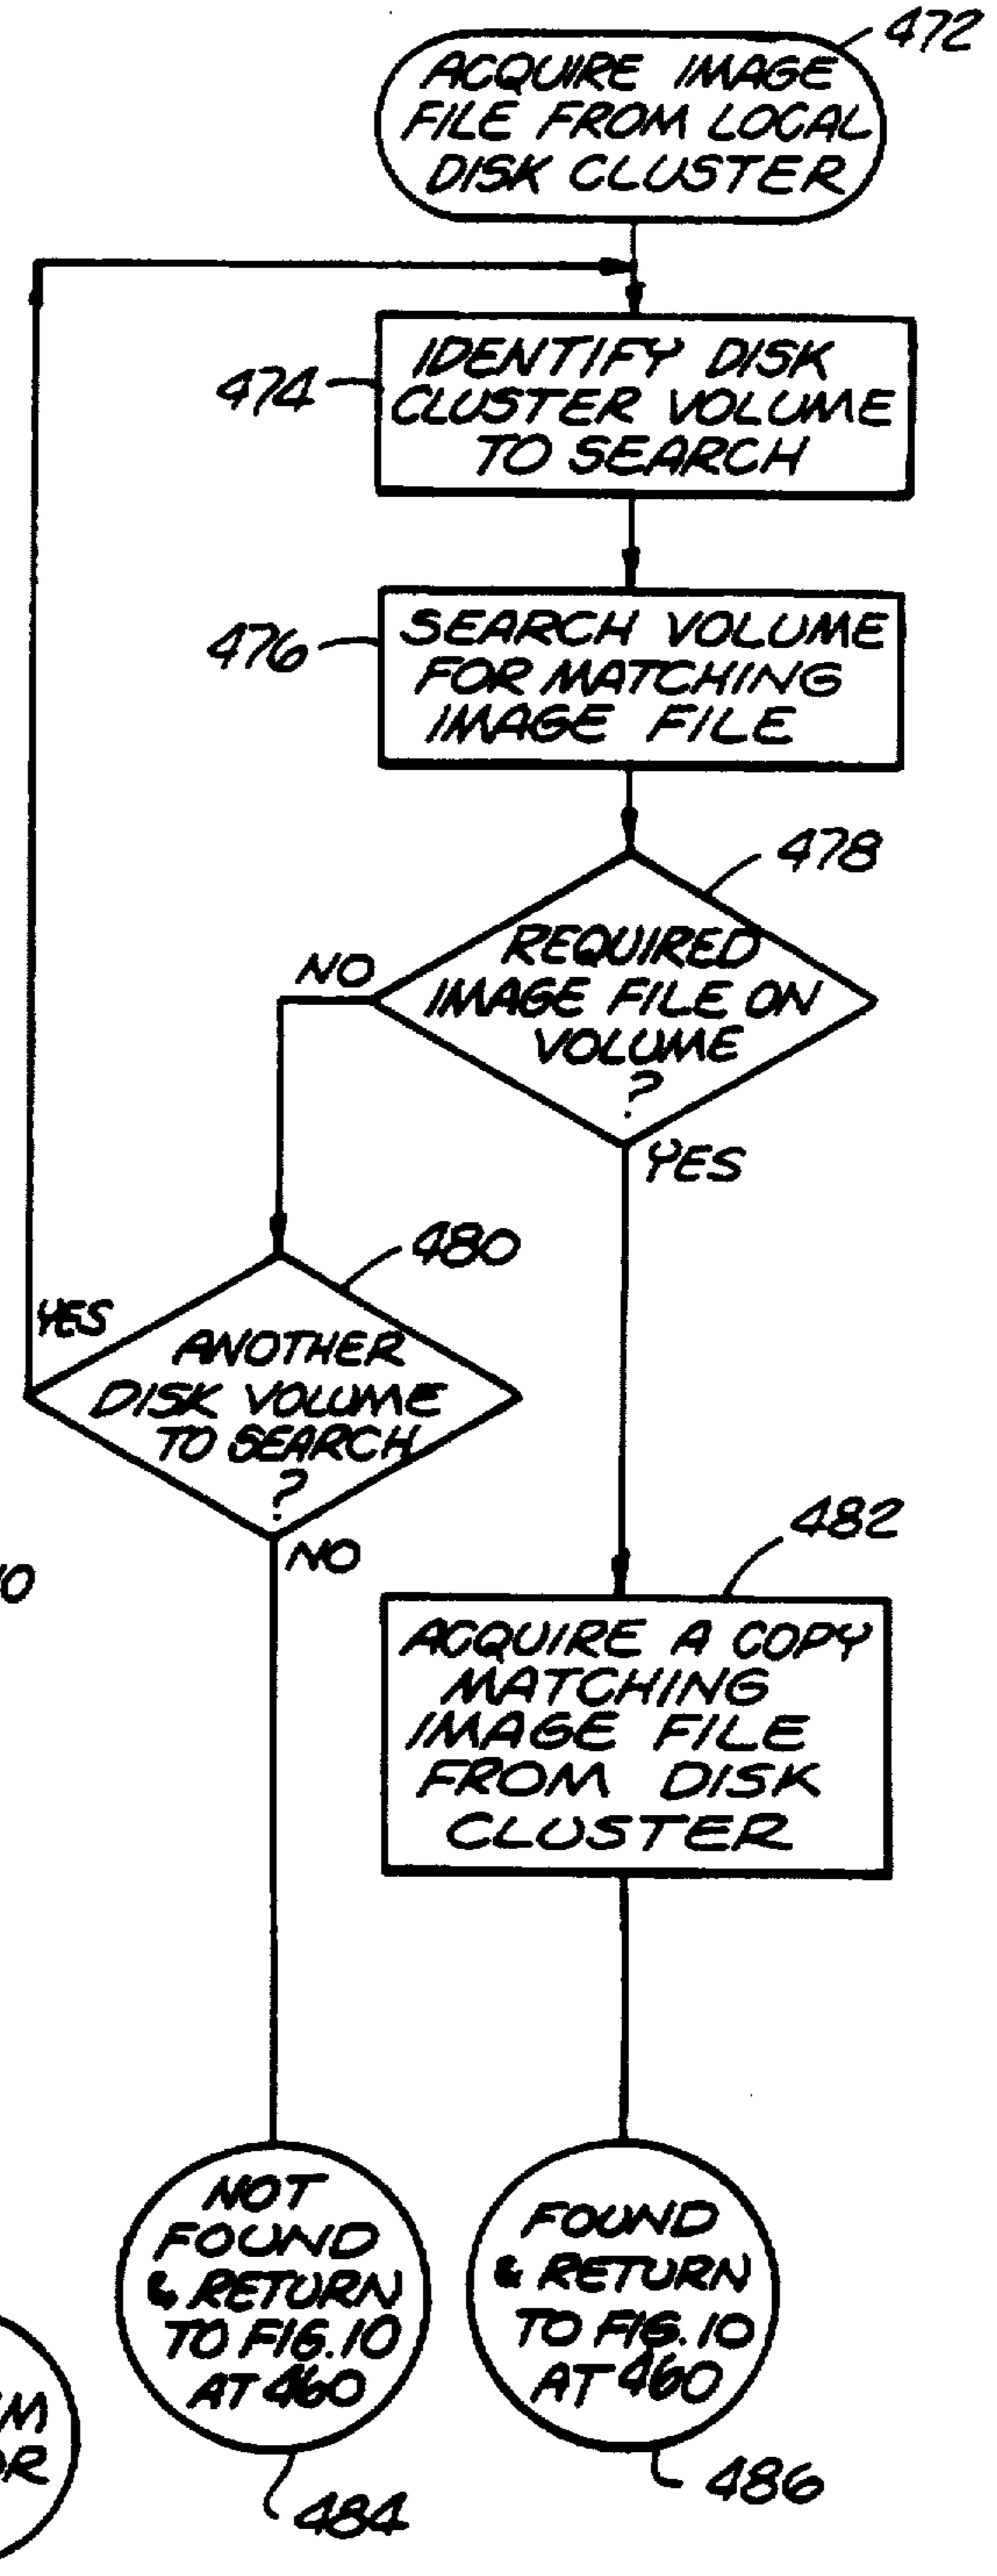 472
ACQUIRE IMAGE
FILE FROM LOCAL
DISK CLUSTER
474
IDENTIFY DISK
CLUSTER VOLUME
TO SEARCH
476
SEARCH VOLUME
FOR MATCHING
IMAGE FILE
478
REQUIRED
IMAGE FILE ON
VOLUME
?
NO
YES
480
ANOTHER
DISK VOLUME
TO SEARCH
?
YES
NO
482
ACQUIRE A COPY
MATCHING
IMAGE FILE
FROM DISK
CLUSTER
NOT
FOUND
& RETURN
TO FIG. 10
AT 460
484
FOUND
& RETURN
TO FIG. 10
AT 460
486